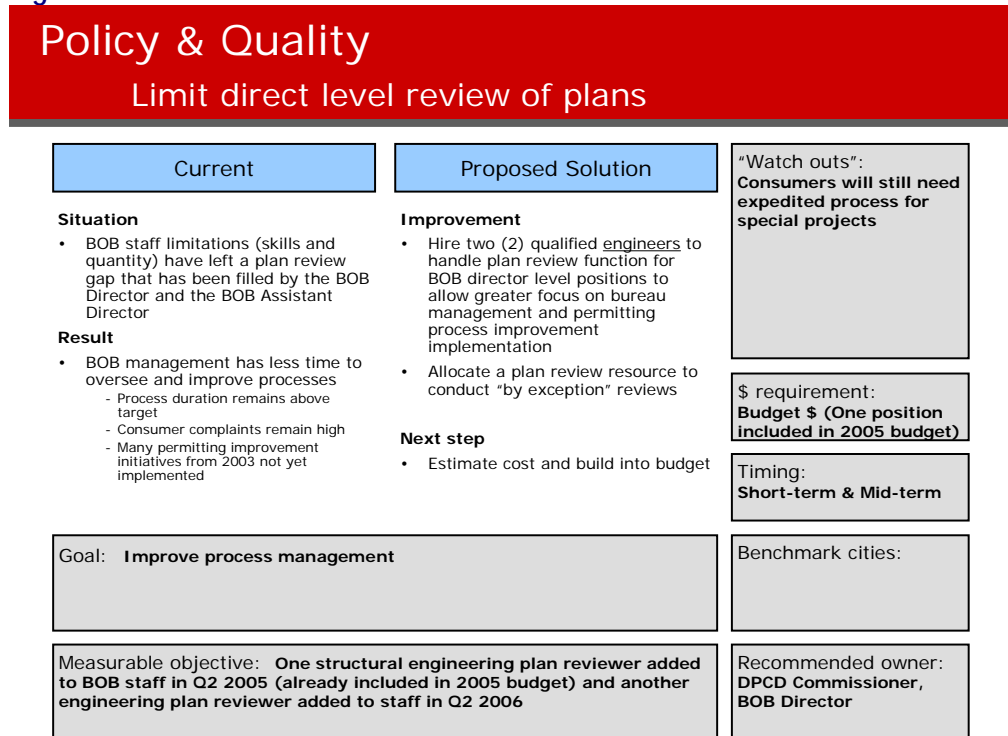 Policy & Quality
Limit direct level review of plans
Current
Situation
• BOB staff limitations (skills and
quantity) have left a plan review
gap that has been filled by the BOB
Director and the BOB Assistant
Director
Result
• BOB management has less time to
oversee and improve processes
- Process duration remains above
target
- Consumer complaints remain high
- Many permitting improvement
initiatives from 2003 not yet
implemented
Proposed Solution
Improvement
• Hire two (2) qualified engineers to
handle plan review function for
BOB director level positions to
allow greater focus on bureau
management and permitting
process improvement
implementation
• Allocate a plan review resource to
conduct “by exception” reviews
Next step
• Estimate cost and build into budget
“Watch outs”:
Consumers will still need
expedited process for
special projects
$ requirement:
Budget $ (One position
included in 2005 budget)
Timing:
Short-term & Mid-term
Goal: Improve process management
Benchmark cities:
Measurable objective: One structural engineering plan reviewer added
to BOB staff in Q2 2005 (already included in 2005 budget) and another
engineering plan reviewer added to staff in Q2 2006
Recommended owner:
DPCD Commissioner,
BOB Director